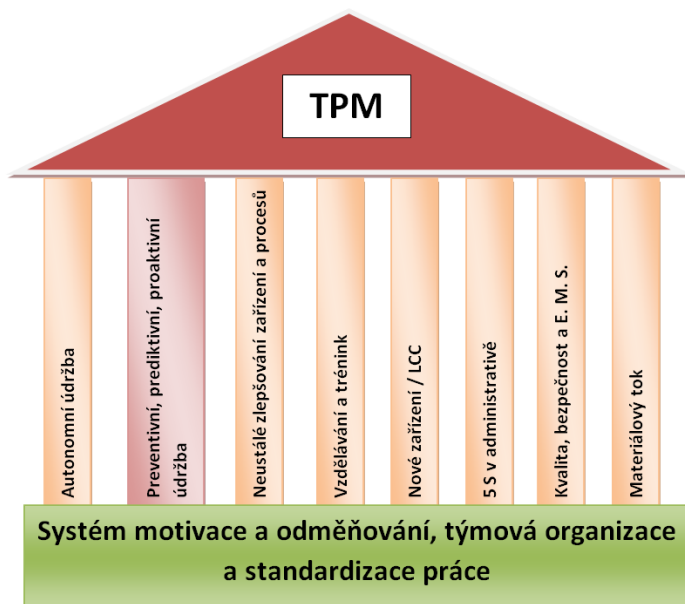 TPM
Autonomní údržba
Preventivní, prediktivní, proaktivní
údržba
Neustálé zlepšování zařízení a procesů
Vzdělávání a trénink
Nové zařízení / LCC
5 S v administrativě
Kvalita, bezpečnost a E. M. S.
Materiálový tok
Systém motivace a odměňování, týmová organizace
a standardizace práce